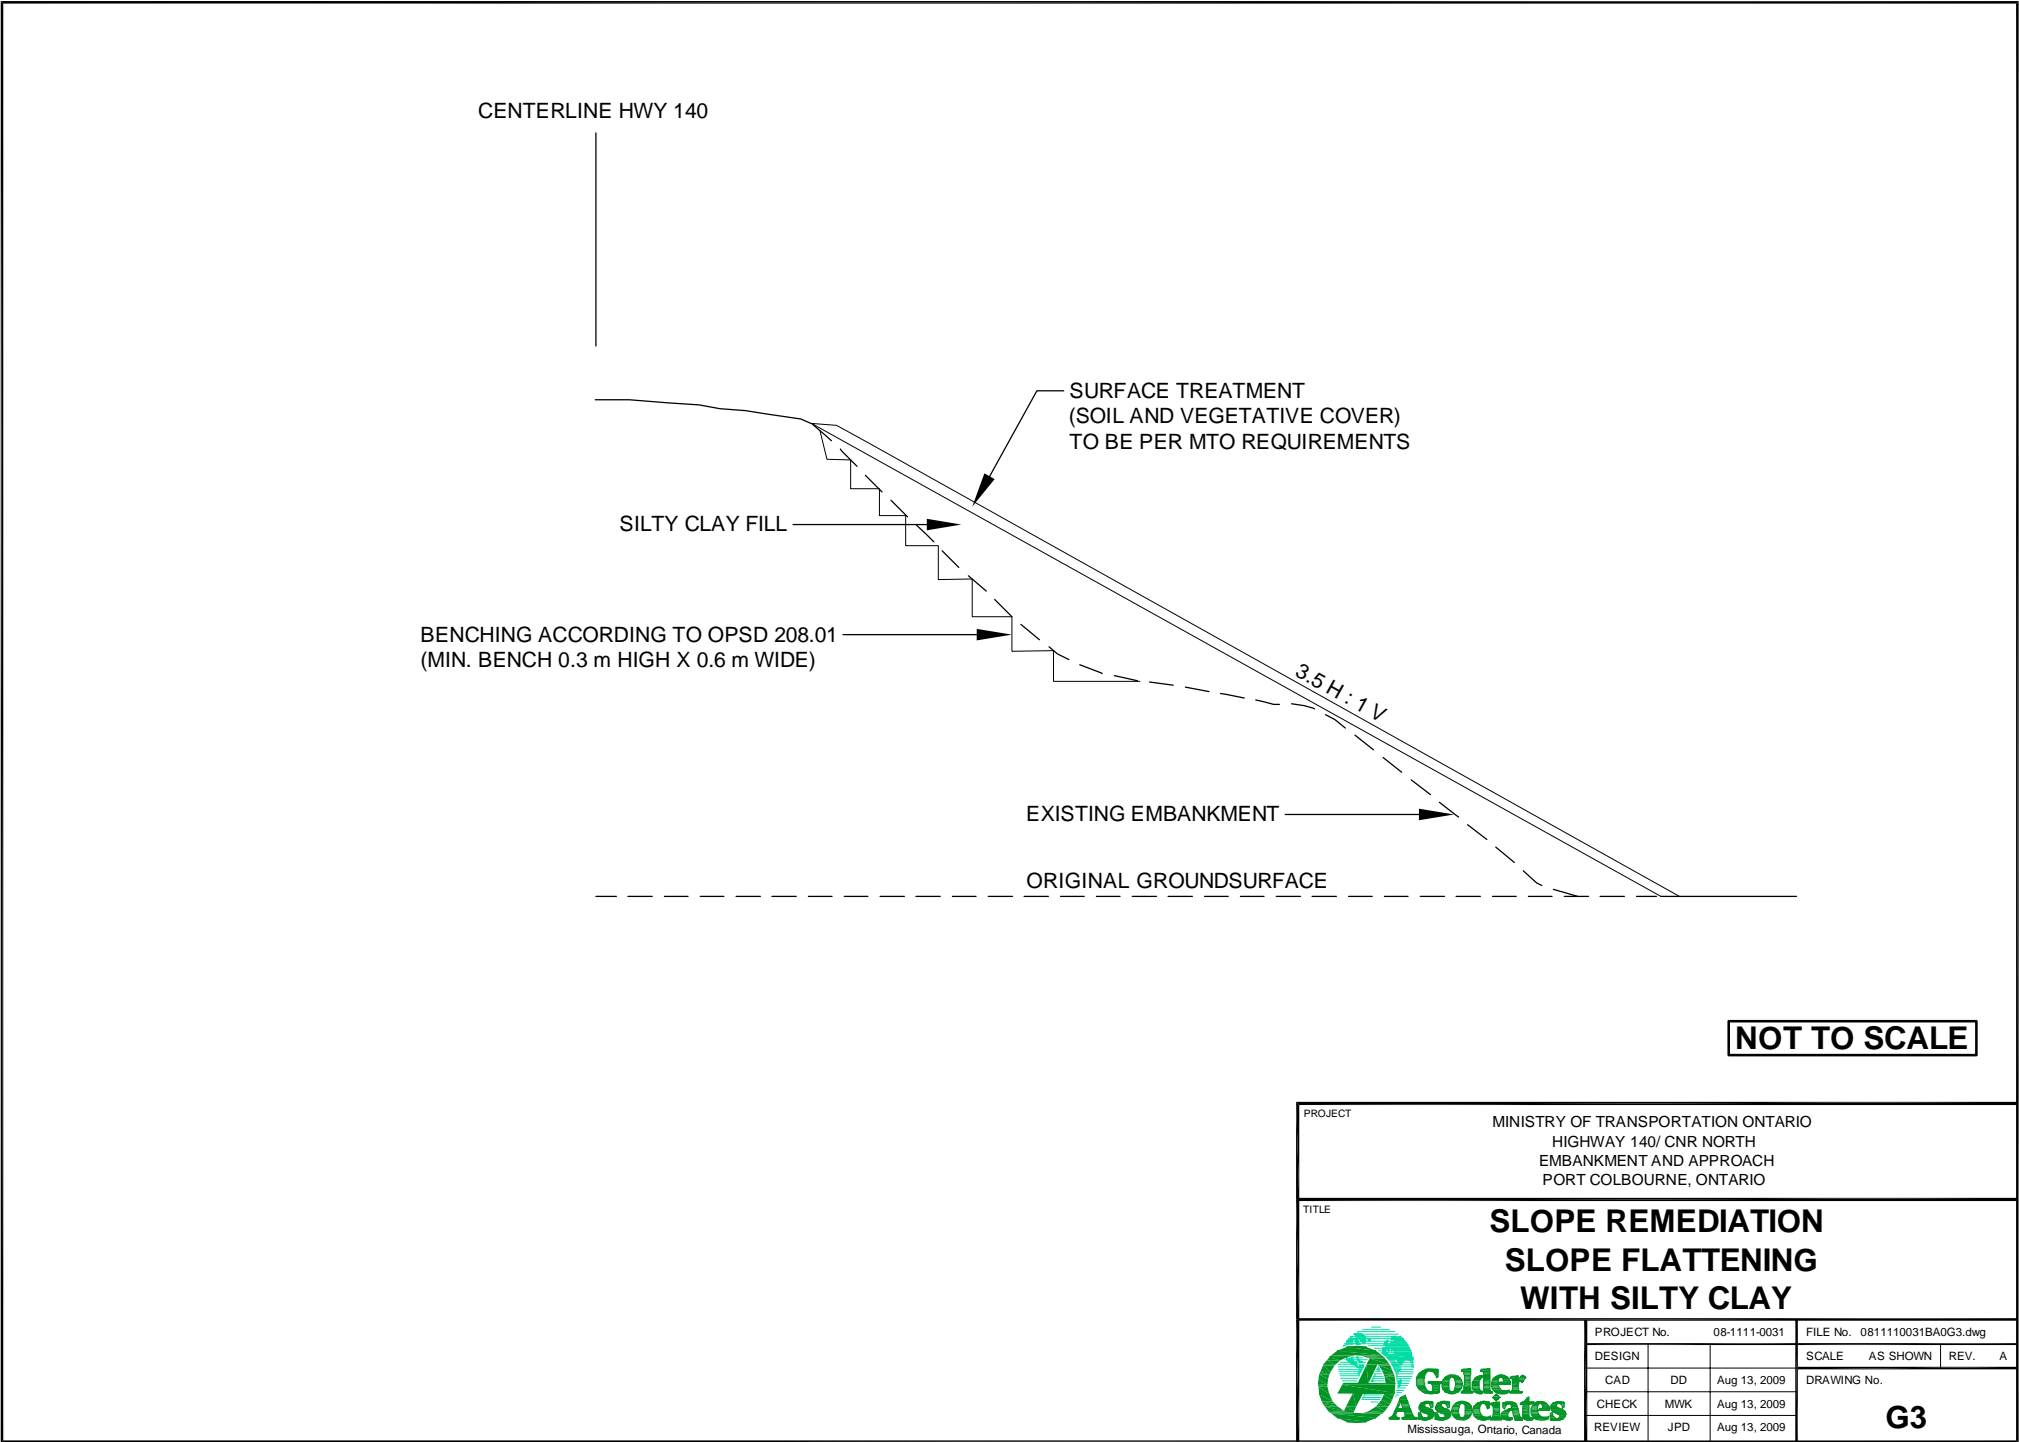 CENTERLINE HWY 140
SURFACE TREATMENT
(SOIL AND VEGETATIVE COVER)
TO BE PER MTO REQUIREMENTS
SILTY CLAY FILL
BENCHING ACCORDING TO OPSD 208.01
(MIN. BENCH 0.3 m HIGH X 0.6 m WIDE)
3.5 H : 1 V
EXISTING EMBANKMENT
ORIGINAL GROUNDSURFACE
NOT TO SCALE
PROJECT
MINISTRY OF TRANSPORTATION ONTARIO
HIGHWAY 140/ CNR NORTH
EMBANKMENT AND APPROACH
PORT COLBOURNE, ONTARIO
TITLE
SLOPE REMEDIATION
SLOPE FLATTENING
WITH SILTY CLAY
Golder
Associates
Mississauga, Ontario, Canada
PROJECT No. 08-1111-0031 FILE No. 0811110031BA0G3.dwg
DESIGN SCALE AS SHOWN REV. A
CAD DD Aug 13, 2009 DRAWING No.
CHECK MWK Aug 13, 2009
G3
REVIEW JPD Aug 13, 2009